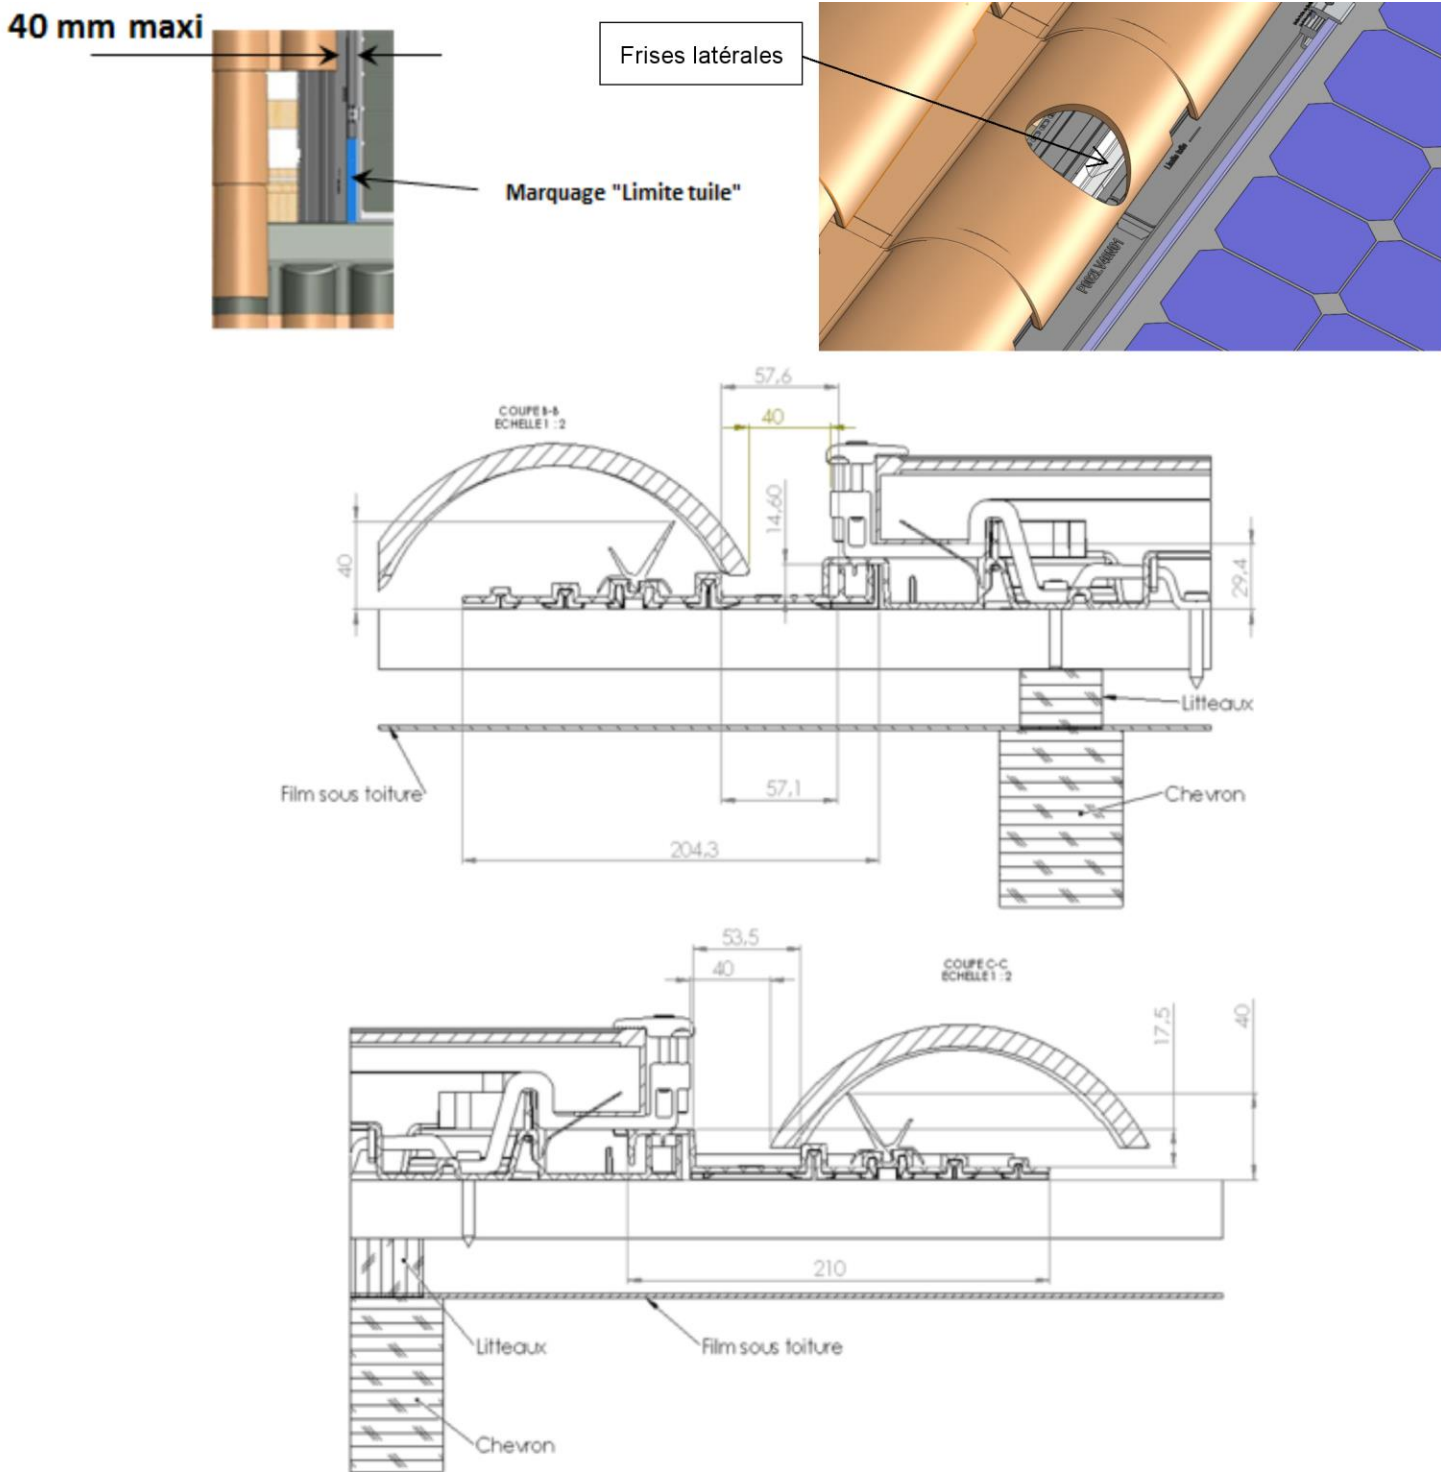 40 mm maxi
Frises latérales
Limite tuile
Marquage "Limite tuile"
57,6
COUPE B-B
ECHELLE 1 : 2
40
14,60
40
29,4
Litteaux
Film sous toiture
57,1
Chevron
204,3
53,5
COUPE C-C
ECHELLE 1 : 2
40
17,5
40
210
Litteaux
Film sous toiture
Chevron